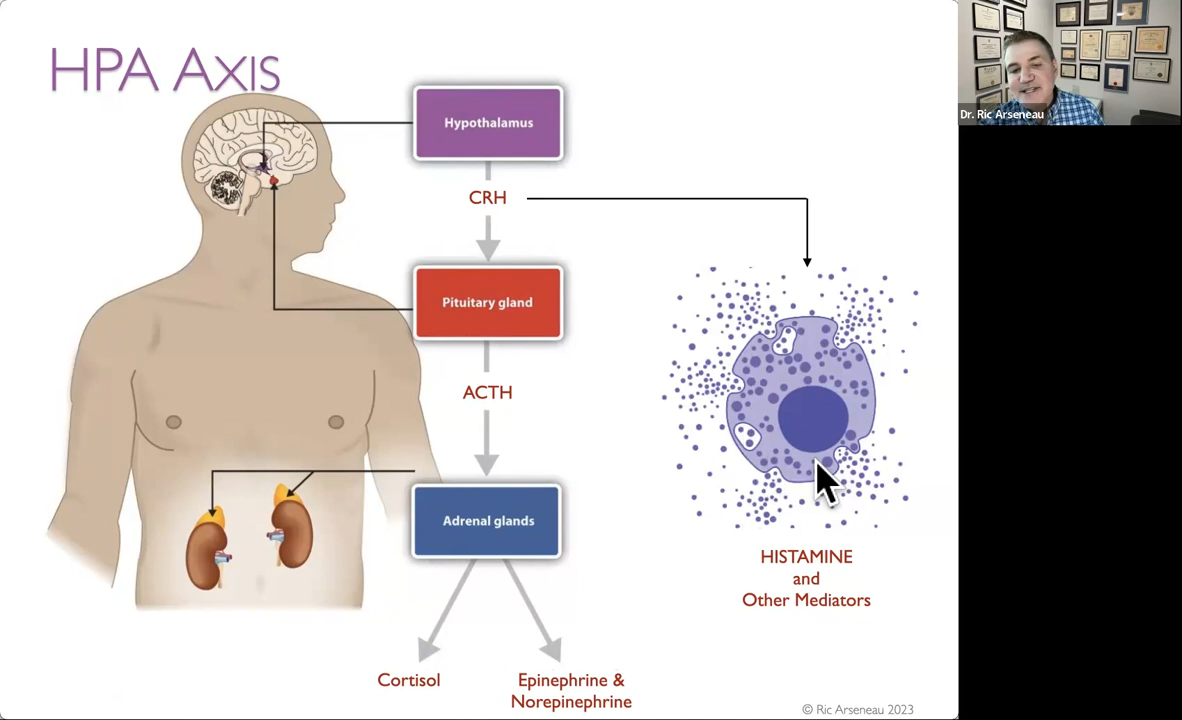 HPA Axis
Hypothalamus
CRH
Pituitary gland
ACTH
Adrenal glands
Cortisol
Epinephrine &
Norepinephrine
HISTAMINE
and
Other Mediators
© Ric Arseneau 2023
Dr. Ric Arseneau